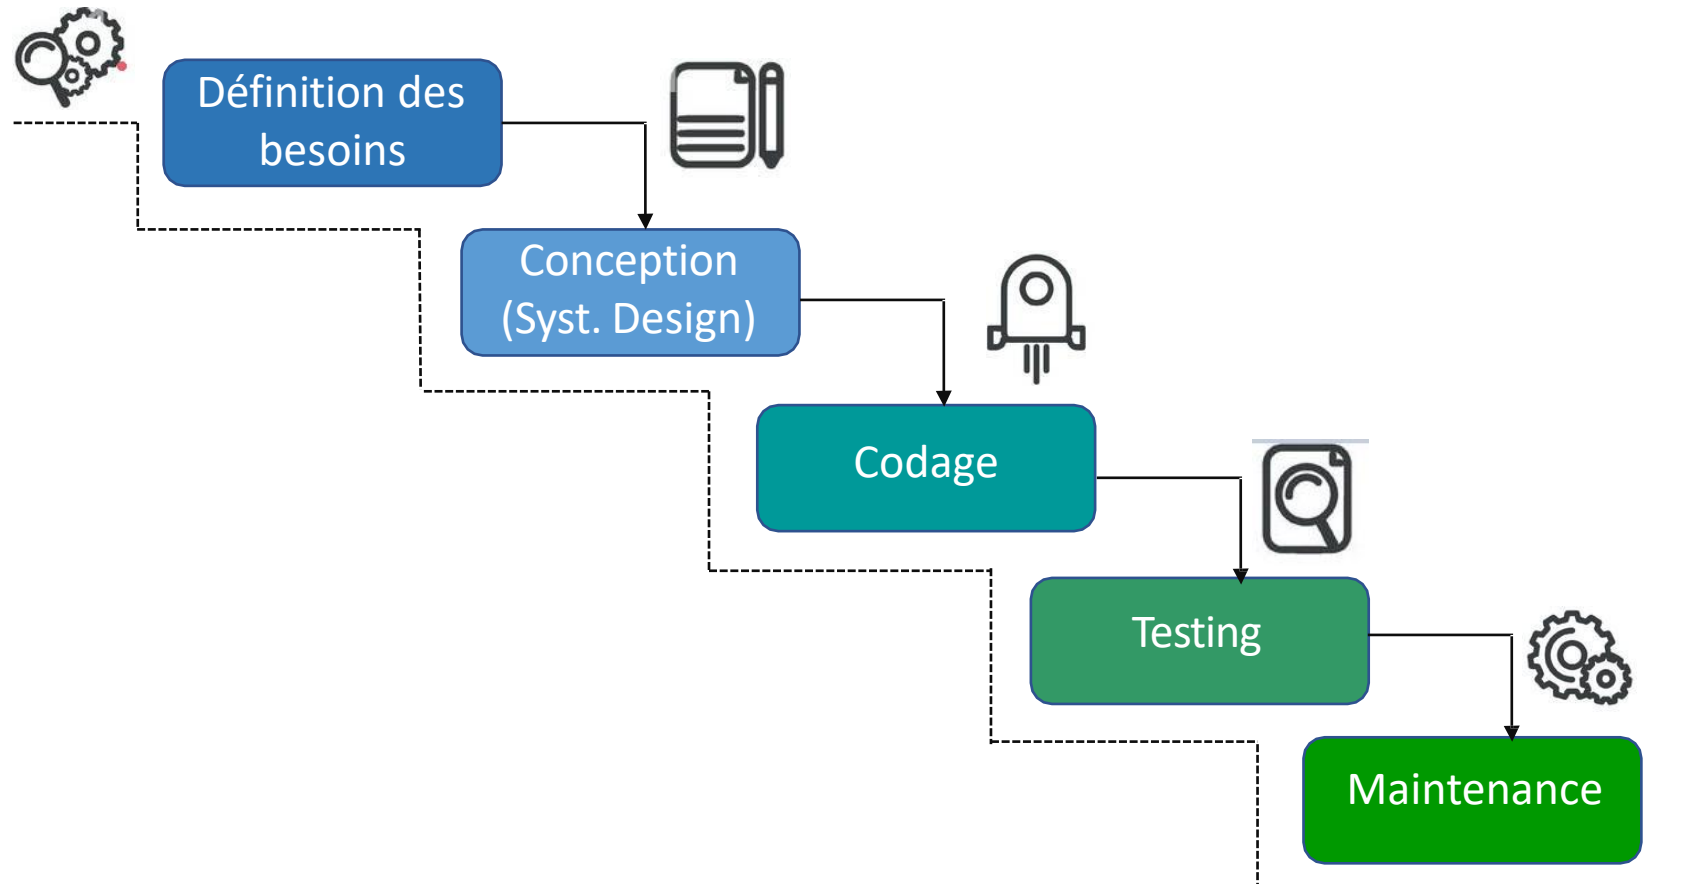 Définition des
besoins
Conception
(Syst. Design)
Codage
Testing
Maintenance